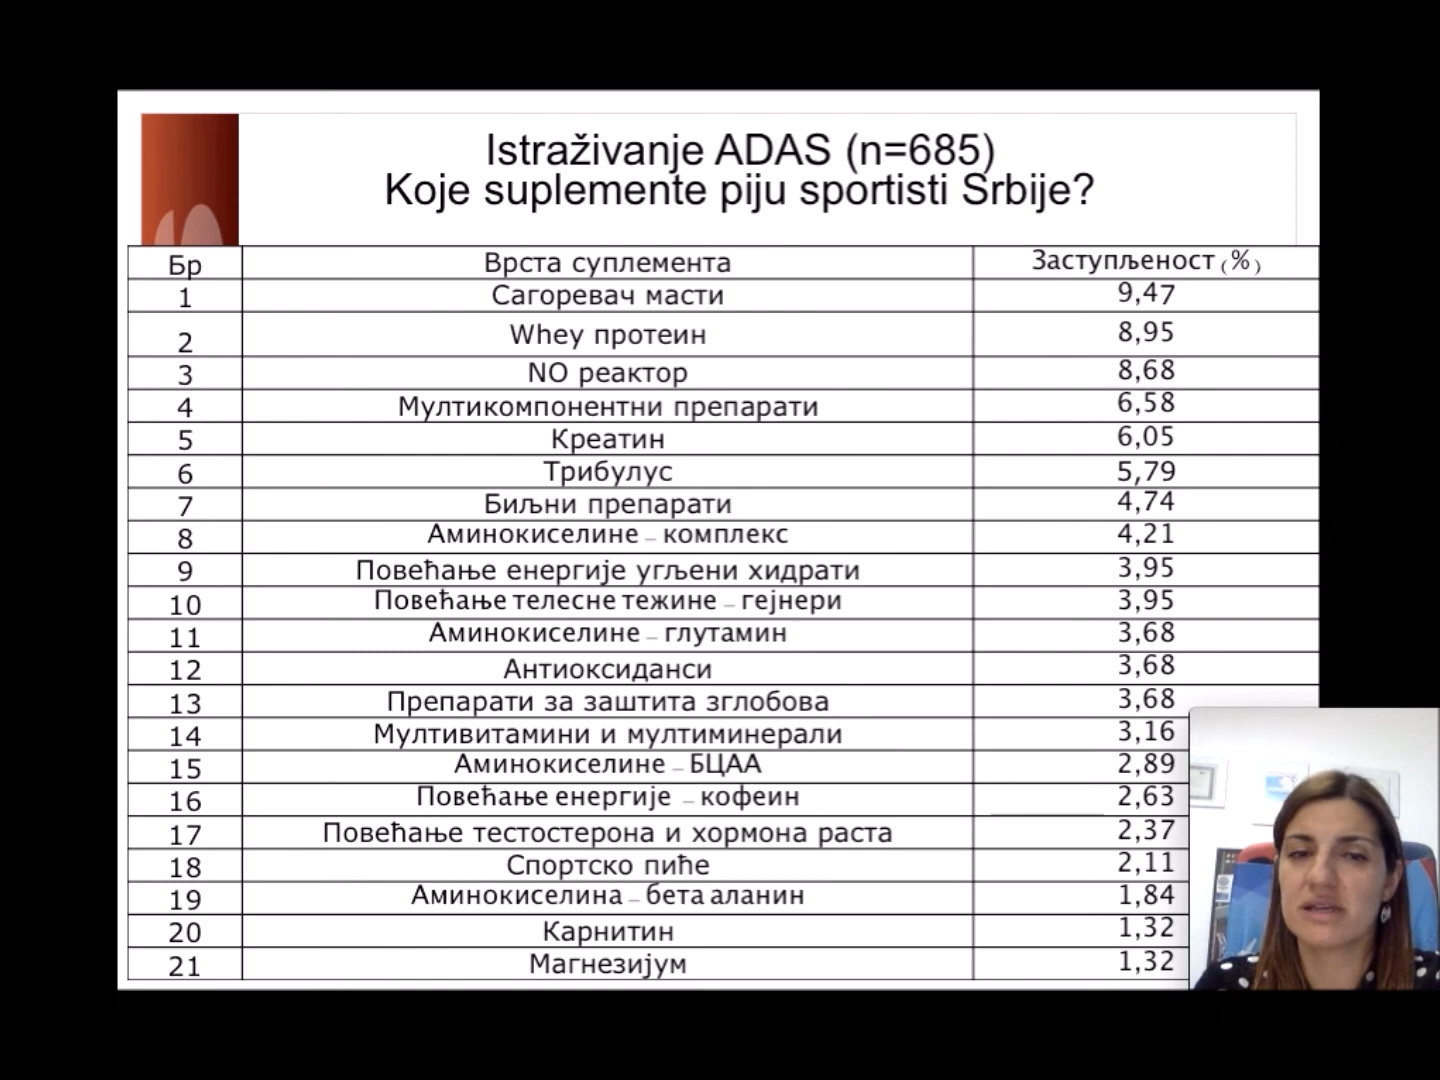 Istraživanje ADAS (n=685)
Koje suplemente piju sportisti Srbije?
Бр Врста суплемента Заступљеност (%)
1 Сагоревач масти 9,47
2 Whey протеин 8,95
3 NO реактор 8,68
4 Мултикомпонентни препарати 6,58
5 Креатин 6,05
6 Трибулус 5,79
7 Биљни препарати 4,74
8 Аминокиселине – комплекс 4,21
9 Повећање енергије угљени хидрати 3,95
10 Повећање телесне тежине – гејнери 3,95
11 Аминокиселине – глутамин 3,68
12 Антиоксиданси 3,68
13 Препарати за заштита зглобова 3,68
14 Мултивитамини и мултиминерали 3,16
15 Аминокиселине – БЦАА 2,89
16 Повећање енергије – кофеин 2,63
17 Повећање тестостерона и хормона раста 2,37
18 Спортско пиће 2,11
19 Аминокиселина – бета аланин 1,84
20 Карнитин 1,32
21 Магнезијум 1,32